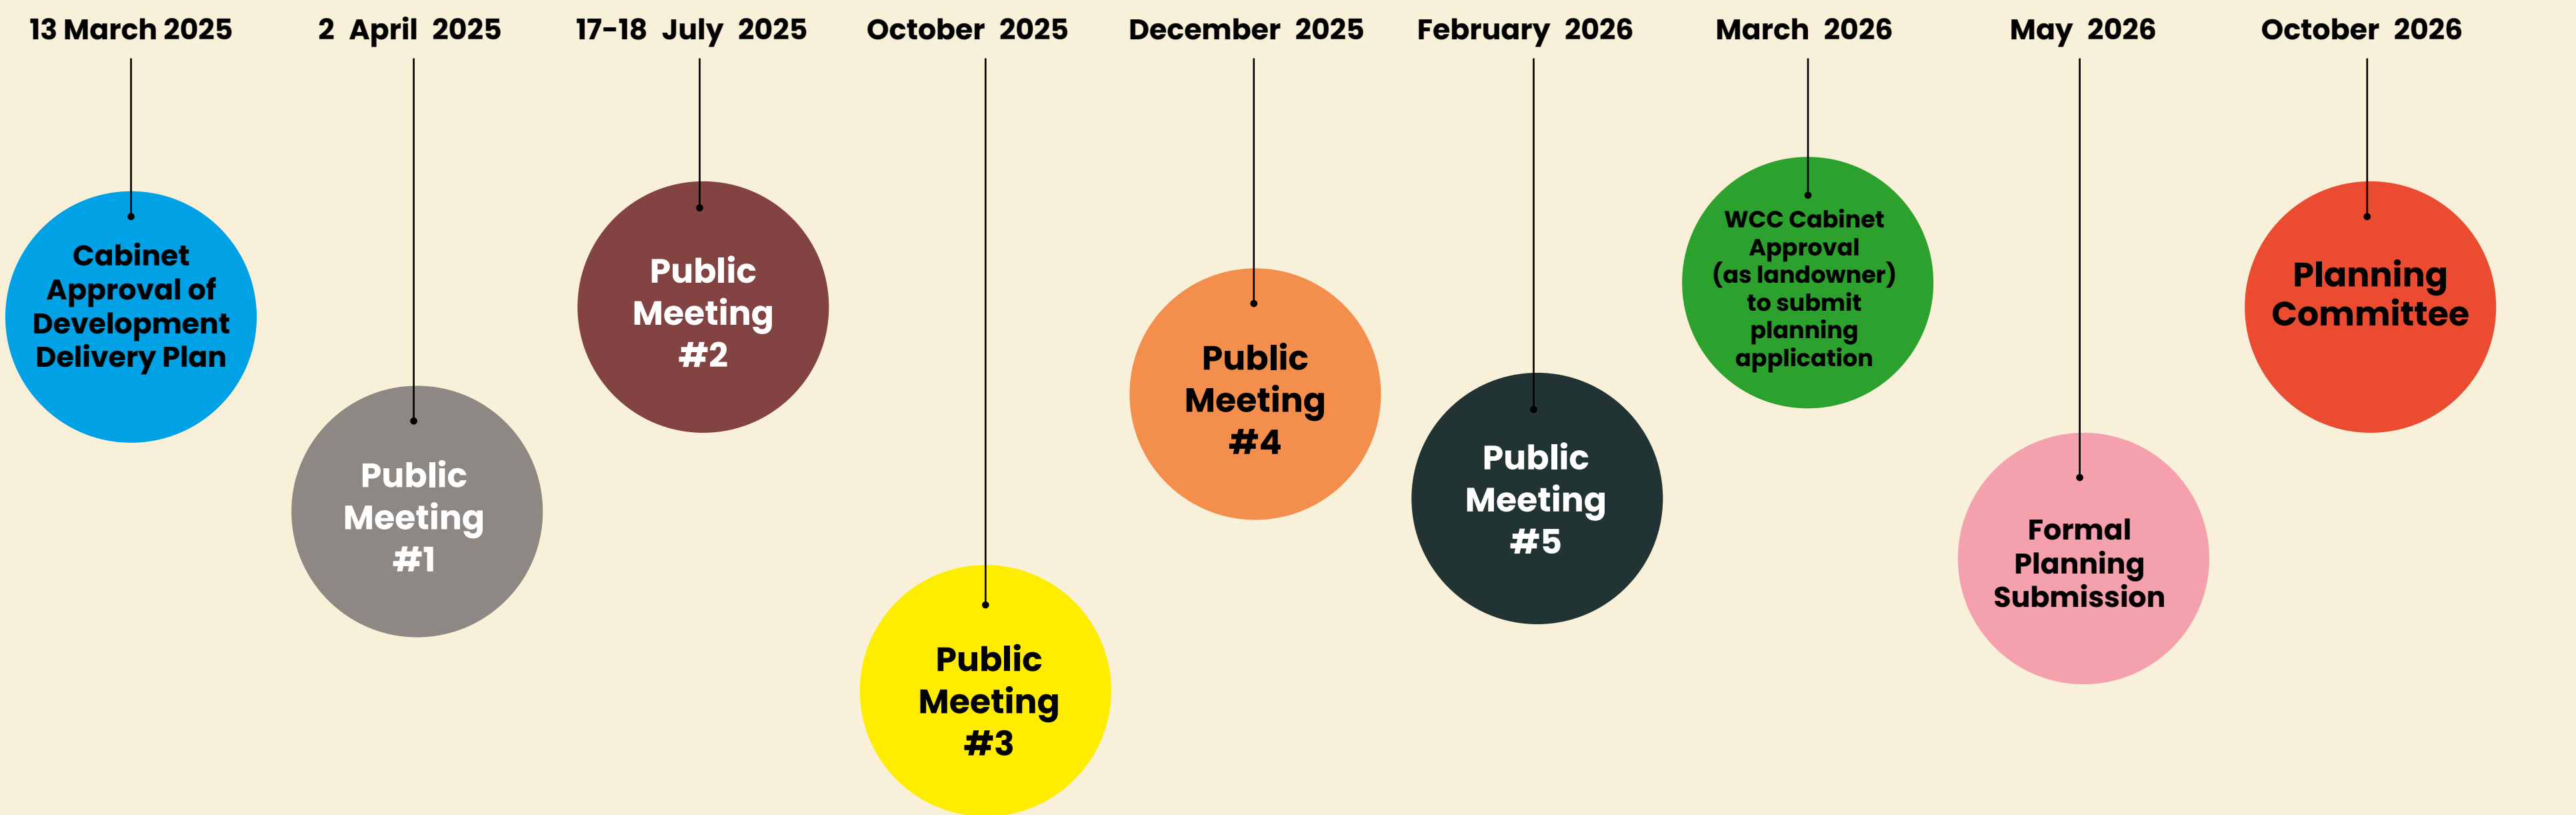 13 March 2025
2 April 2025
17-18 July 2025
October 2025
December 2025
February 2026
March 2026
May 2026
October 2026
Cabinet
Approval of
Development
Delivery Plan
Public
Meeting
#1
Public
Meeting
#2
Public
Meeting
#3
Public
Meeting
#4
Public
Meeting
#5
WCC Cabinet
Approval
(as landowner)
to submit
planning
application
Formal
Planning
Submission
Planning
Committee